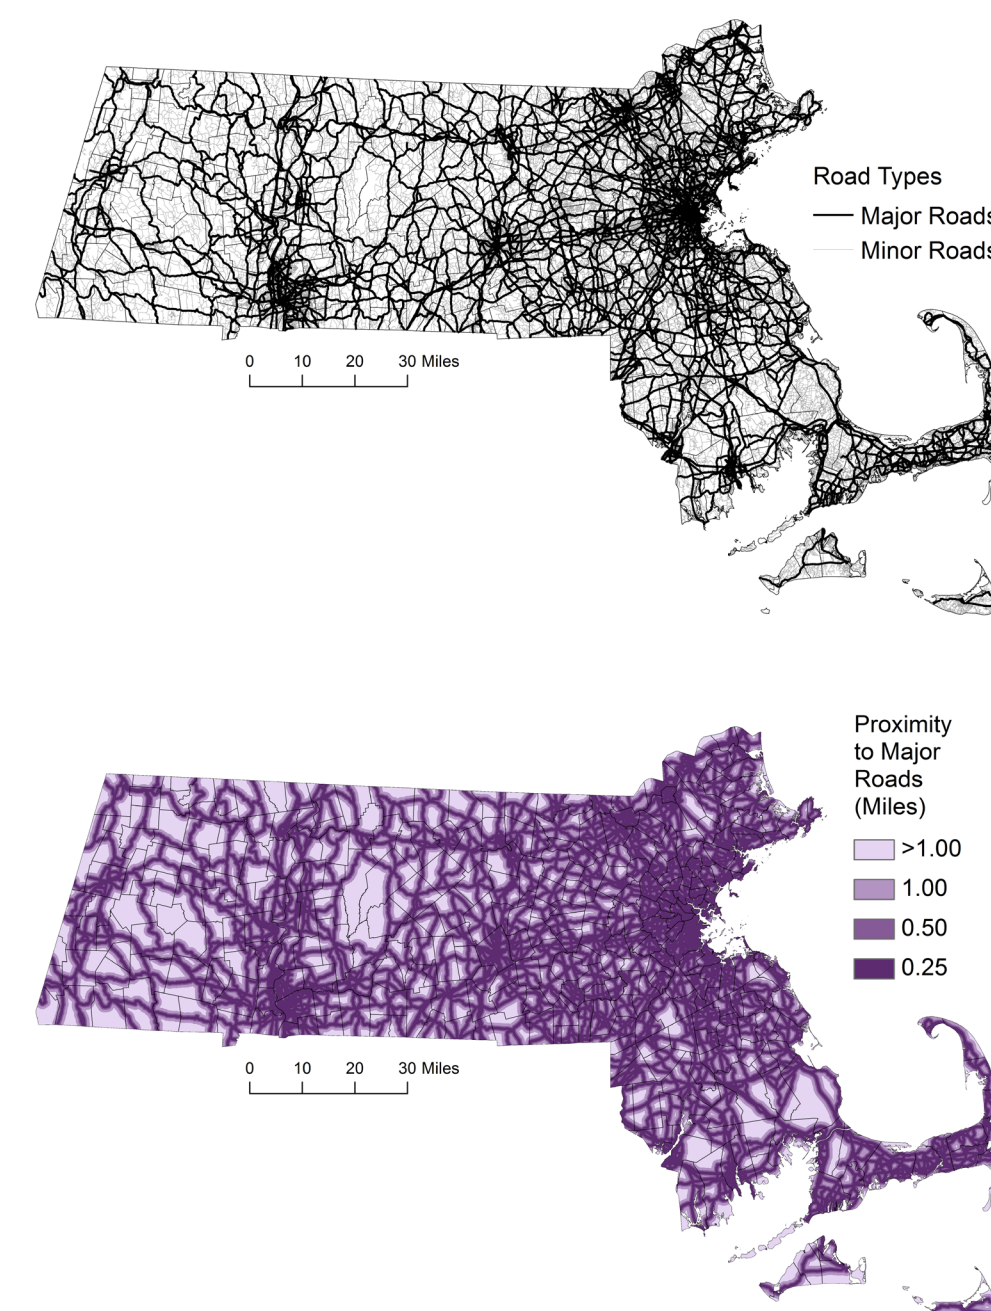 Road Types
Major Roads
Minor Roads
0 10 20 30 Miles
Proximity
to Major
Roads
(Miles)
>1.00
1.00
0.50
0.25
0 10 20 30 Miles